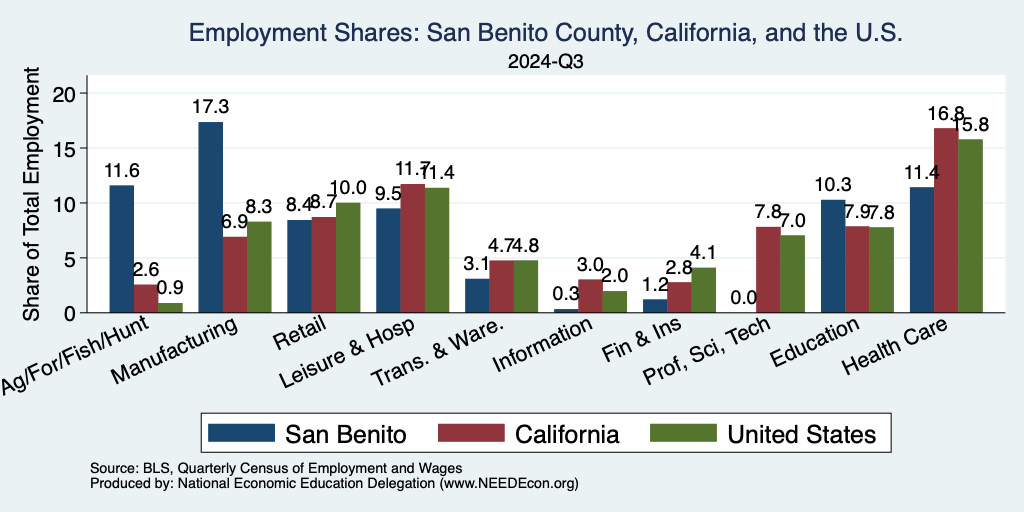 Employment Shares: San Benito County, California, and the U.S.
2024-Q3
Share of Total Employment
20
15
10
5
0
11.6
2.6
0.9
17.3
6.9
8.3
8.4
8.7
10.0
9.5
11.7
11.4
3.1
4.7
4.8
0.3
3.0
2.0
1.2
2.8
4.1
0.0
7.8
7.0
10.3
7.9
7.8
11.4
16.8
15.8
Ag/For/Fish/Hunt
Manufacturing
Retail
Leisure & Hosp
Trans. & Ware.
Information
Fin & Ins
Prof, Sci, Tech
Education
Health Care
San Benito
California
United States
Source: BLS, Quarterly Census of Employment and Wages
Produced by: National Economic Education Delegation (www.NEEDEcon.org)